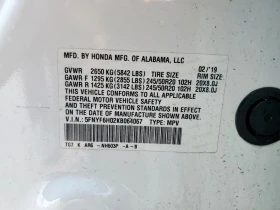 MFD. BY HONDA MFG. OF ALABAMA, LLC 02/'19
GVWR 2650 KG(5842 LBS) TIRE SIZE RIM SIZE
GAWR F 1295 KG(2855 LBS)245/50R20 102H 20X8.0J
GAWR R 1425 KG(3142 LBS)245/50R20 102H 20X8.0J
THIS VEHICLE CONFORMS TO ALL APPLICABLE
FEDERAL MOTOR VEHICLE SAFETY
AND THEFT PREVENTION STANDARDS IN EFFECT
ON THE DATE OF MANUFACTURE SHOWN ABOVE.
V.I.N.: 5FNYF6H02KB064067 TYPE: MPV
NH603P -A-9